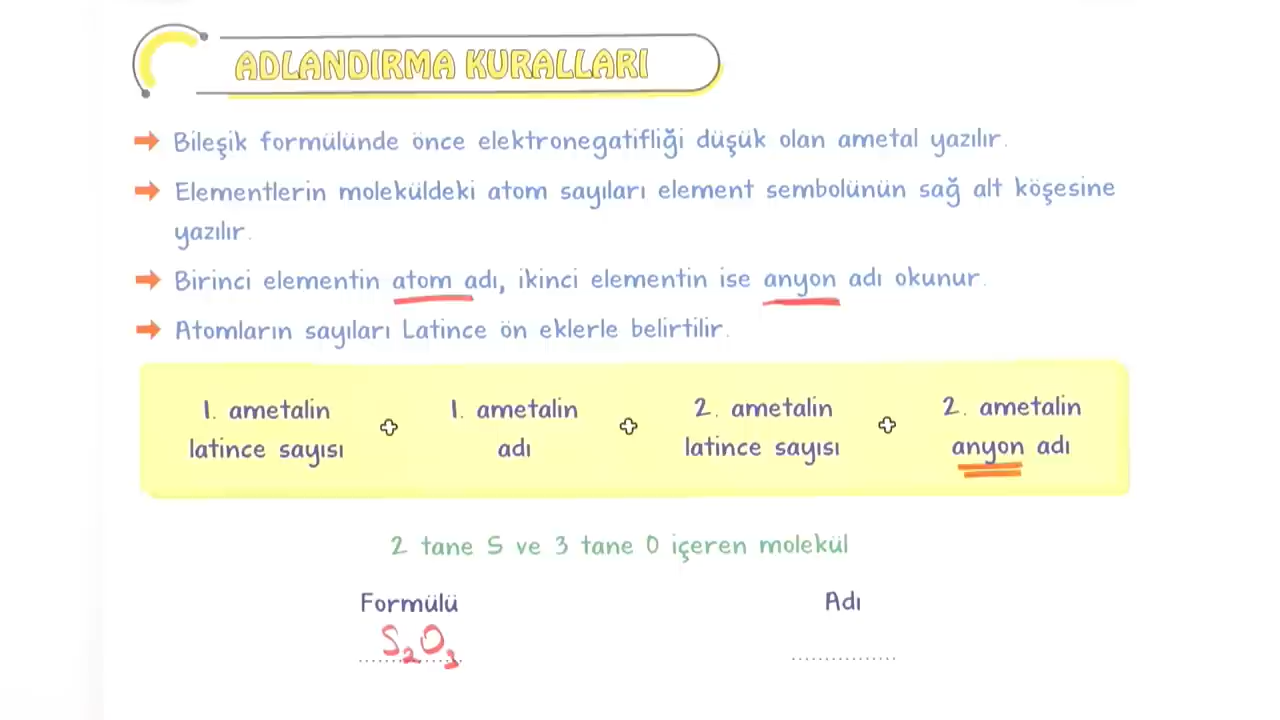 ADLANDIRMA KURALLARI
Bileşik formülünde önce elektronegatifliği düşük olan ametal yazılır.
Elementlerin moleküldeki atom sayıları element sembolünün sağ alt köşesine
yazılır.
Birinci elementin atom adı, ikinci elementin ise anyon adı okunur.
Atomların sayıları Latince ön eklerle belirtilir.
1. ametalin latince sayısı + 1. ametalin adı + 2. ametalin latince sayısı + 2. ametalin anyon adı
2 tane S ve 3 tane O içeren molekül
Formülü Adı
S₂O₃